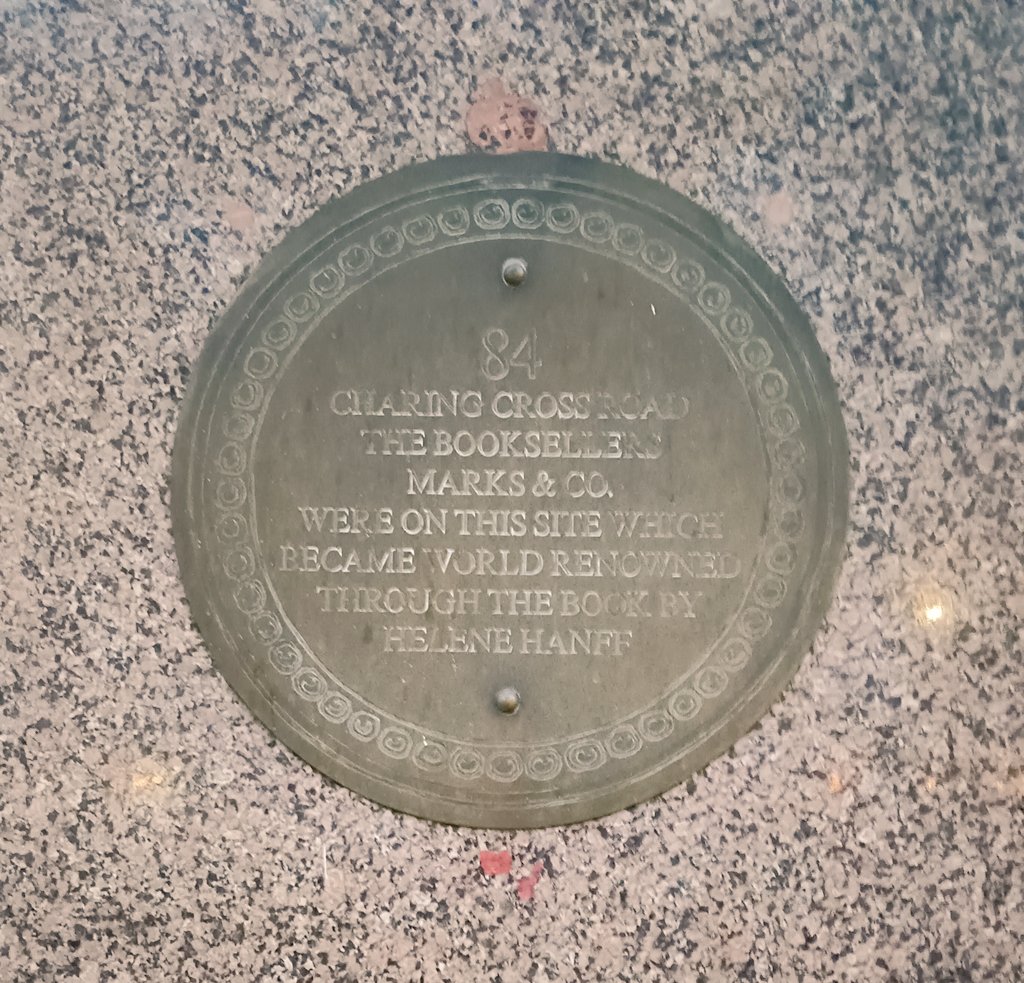 84
CHARING CROSS ROAD
THE BOOKSELLERS
MARKS & CO.
WERE ON THIS SITE WHICH
BECAME WORLD RENOWNED
THROUGH THE BOOK BY
HELENE HANFF